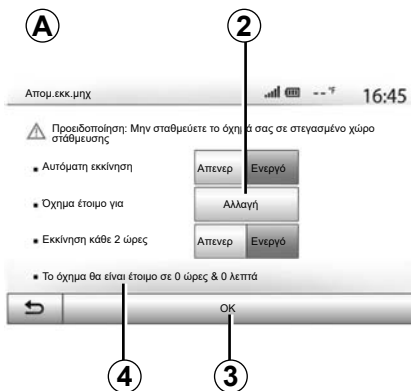 A
2
Απομ.εκκ.μηχ
-- °F
16:45
Προειδοποίηση: Μην σταθμεύετε το όχημά σας σε στεγασμένο χώρο
στάθμευσης
Αυτόματη εκκίνηση
Απενερ Ενεργό
Όχημα έτοιμο για
Αλλαγή
Εκκίνηση κάθε 2 ώρες
Απενερ Ενεργό
Το όχημα θα είναι έτοιμο σε 0 ώρες & 0 λεπτά
OK
4
3